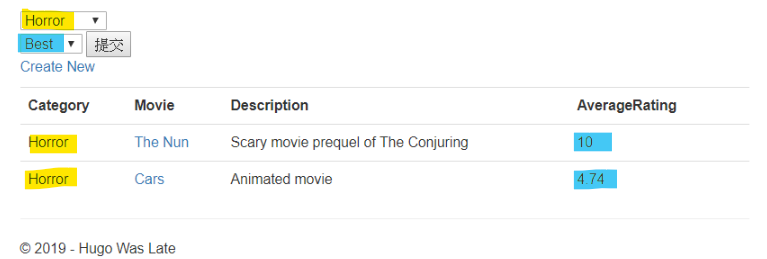 Horror
Best 提交
Create New
Category Movie Description AverageRating
Horror The Nun Scary movie prequel of The Conjuring 10
Horror Cars Animated movie 4.74
© 2019 - Hugo Was Late